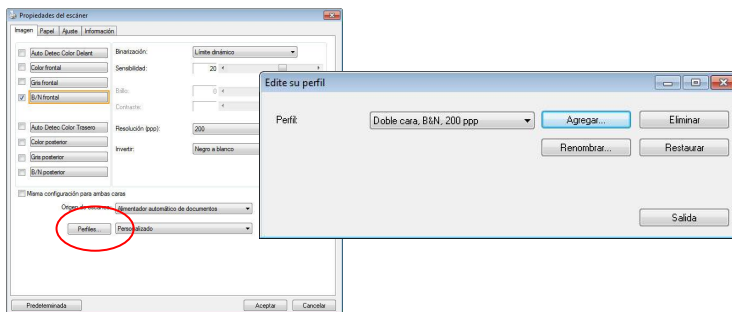 Propiedades del escáner
Imagen Papel Ajuste Información
Auto Detec Color Delant
Binarización: Límite dinámico
Color frontal
Sensibilidad: 20
Gris frontal
B/N frontal
Brillo: 0
Contraste:
Auto Detec Color Trasero
Resolución (ppp): 200
Color posterior
Invertir: Negro a blanco
Gris posterior
B/N posterior
Misma configuración para ambas caras
Origen de escaneo: Alimentador automático de documentos
Perfiles... Personalizado
Predeterminada Aceptar Cancelar
Edite su perfil
Perfil: Doble cara, B&N, 200 ppp Agregar... Eliminar
Renombrar... Restaurar
Salida